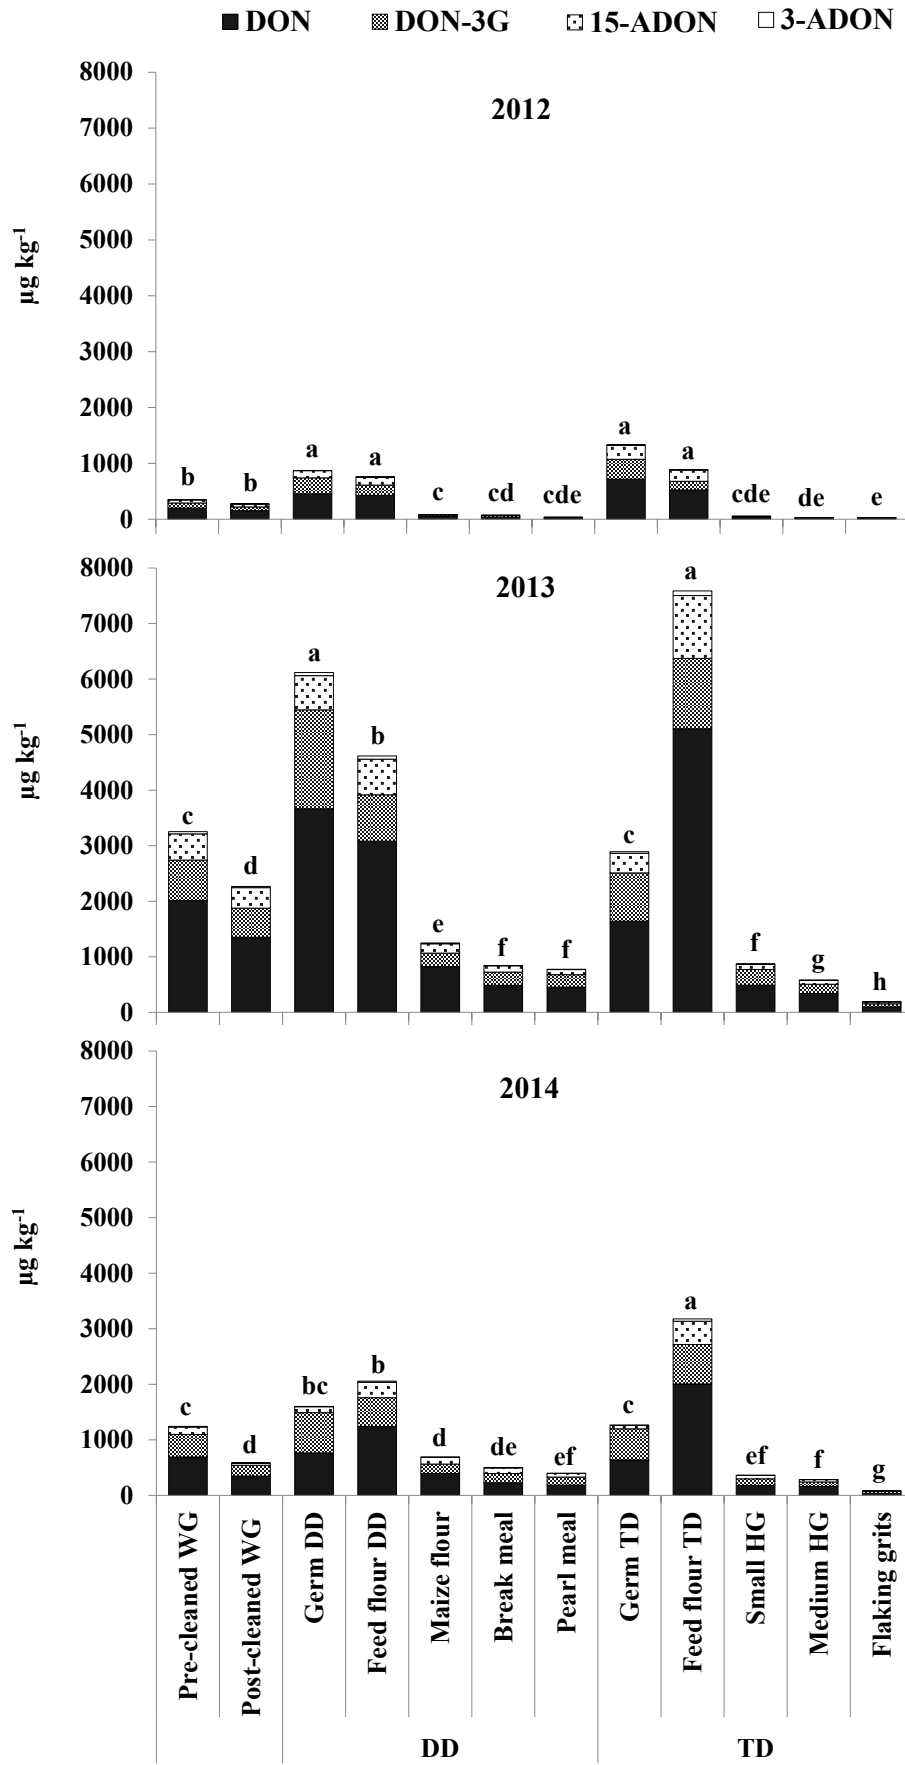 DON DON-3G 15-ADON 3-ADON
2012
µg kg-1
8000
7000
6000
5000
4000
3000
2000
1000
0
b b a a c cd cde a a cde de e
2013
µg kg-1
8000
7000
6000
5000
4000
3000
2000
1000
0
c d a b e f f c a f g h
2014
µg kg-1
8000
7000
6000
5000
4000
3000
2000
1000
0
c d bc b d de ef c a ef f g
Pre-cleaned WG
Post-cleaned WG
Germ DD
Feed flour DD
Maize flour
Break meal
Pearl meal
Germ TD
Feed flour TD
Small HG
Medium HG
Flaking grits
DD TD